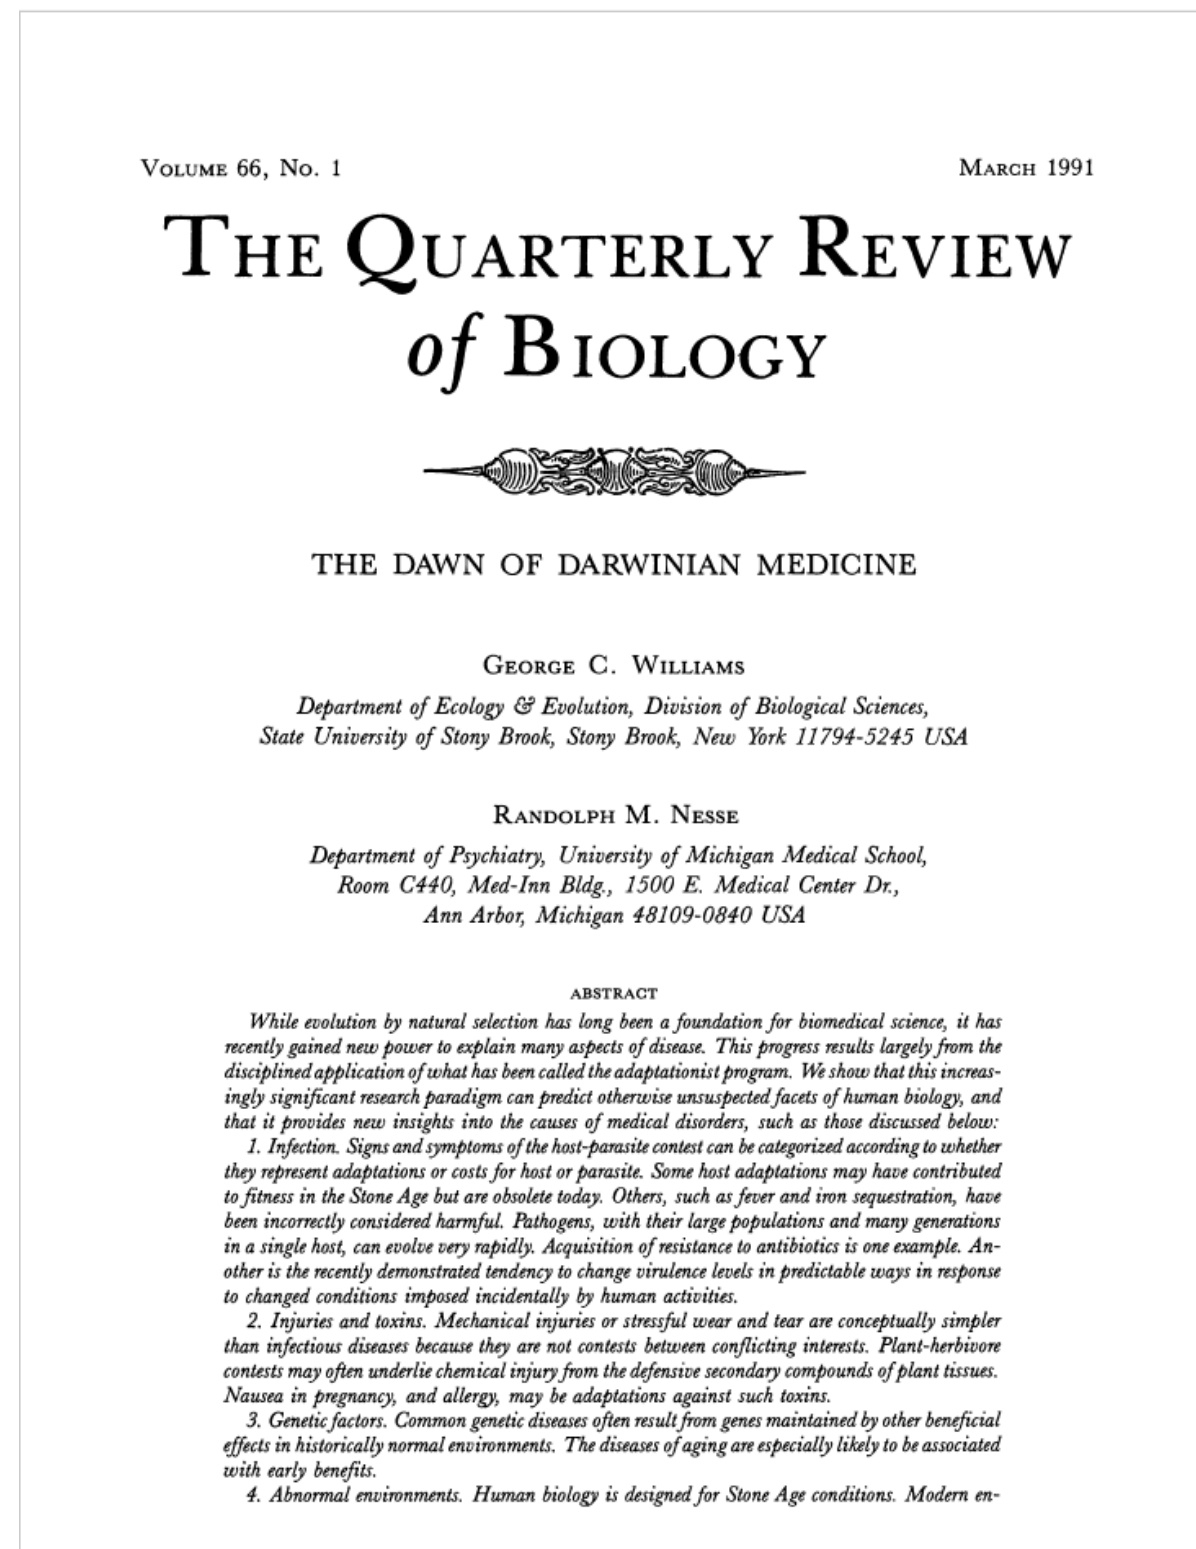 VOLUME 66, NO. 1 MARCH 1991
THE QUARTERLY REVIEW
of BIOLOGY
THE DAWN OF DARWINIAN MEDICINE
GEORGE C. WILLIAMS
Department of Ecology & Evolution, Division of Biological Sciences,
State University of Stony Brook, Stony Brook, New York 11794-5245 USA
RANDOLPH M. NESSE
Department of Psychiatry, University of Michigan Medical School,
Room C440, Med-Inn Bldg., 1500 E. Medical Center Dr.,
Ann Arbor, Michigan 48109-0840 USA
ABSTRACT
While evolution by natural selection has long been a foundation for biomedical science, it has
recently gained new power to explain many aspects of disease. This progress results largely from the
disciplined application of what has been called the adaptationist program. We show that this increas-
ingly significant research paradigm can predict otherwise unsuspected facets of human biology, and
that it provides new insights into the causes of medical disorders, such as those discussed below:
1. Infection. Signs and symptoms of the host-parasite contest can be categorized according to whether
they represent adaptations or costs for host or parasite. Some host adaptations may have contributed
to fitness in the Stone Age but are obsolete today. Others, such as fever and iron sequestration, have
been incorrectly considered harmful. Pathogens, with their large populations and many generations
in a single host, can evolve very rapidly. Acquisition of resistance to antibiotics is one example. An-
other is the recently demonstrated tendency to change virulence levels in predictable ways in response
to changed conditions imposed incidentally by human activities.
2. Injuries and toxins. Mechanical injuries or stressful wear and tear are conceptually simpler
than infectious diseases because they are not contests between conflicting interests. Plant-herbivore
contests may often underlie chemical injury from the defensive secondary compounds of plant tissues.
Nausea in pregnancy, and allergy, may be adaptations against such toxins.
3. Genetic factors. Common genetic diseases often result from genes maintained by other beneficial
effects in historically normal environments. The diseases of aging are especially likely to be associated
with early benefits.
4. Abnormal environments. Human biology is designed for Stone Age conditions. Modern en-